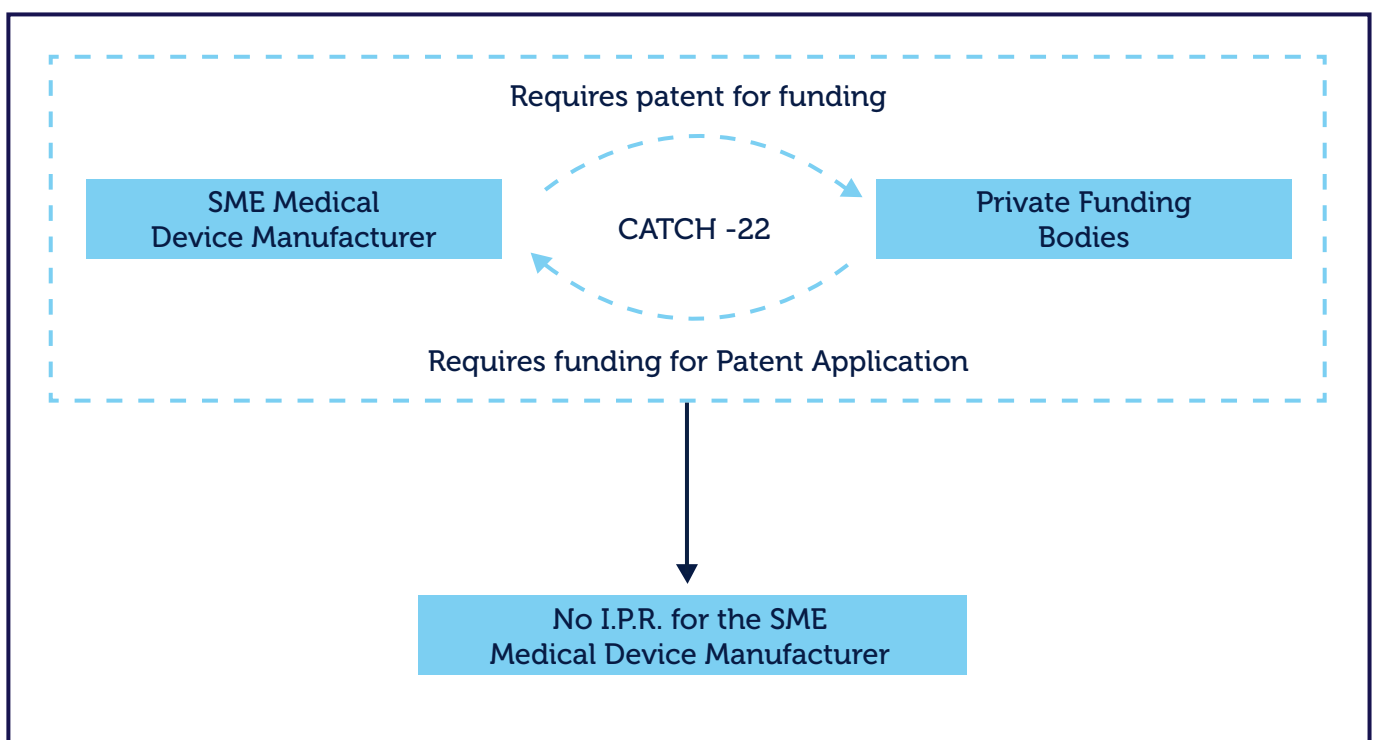 Requires patent for funding
SME Medical
Device Manufacturer
CATCH -22
Private Funding
Bodies
Requires funding for Patent Application
No I.P.R. for the SME
Medical Device Manufacturer